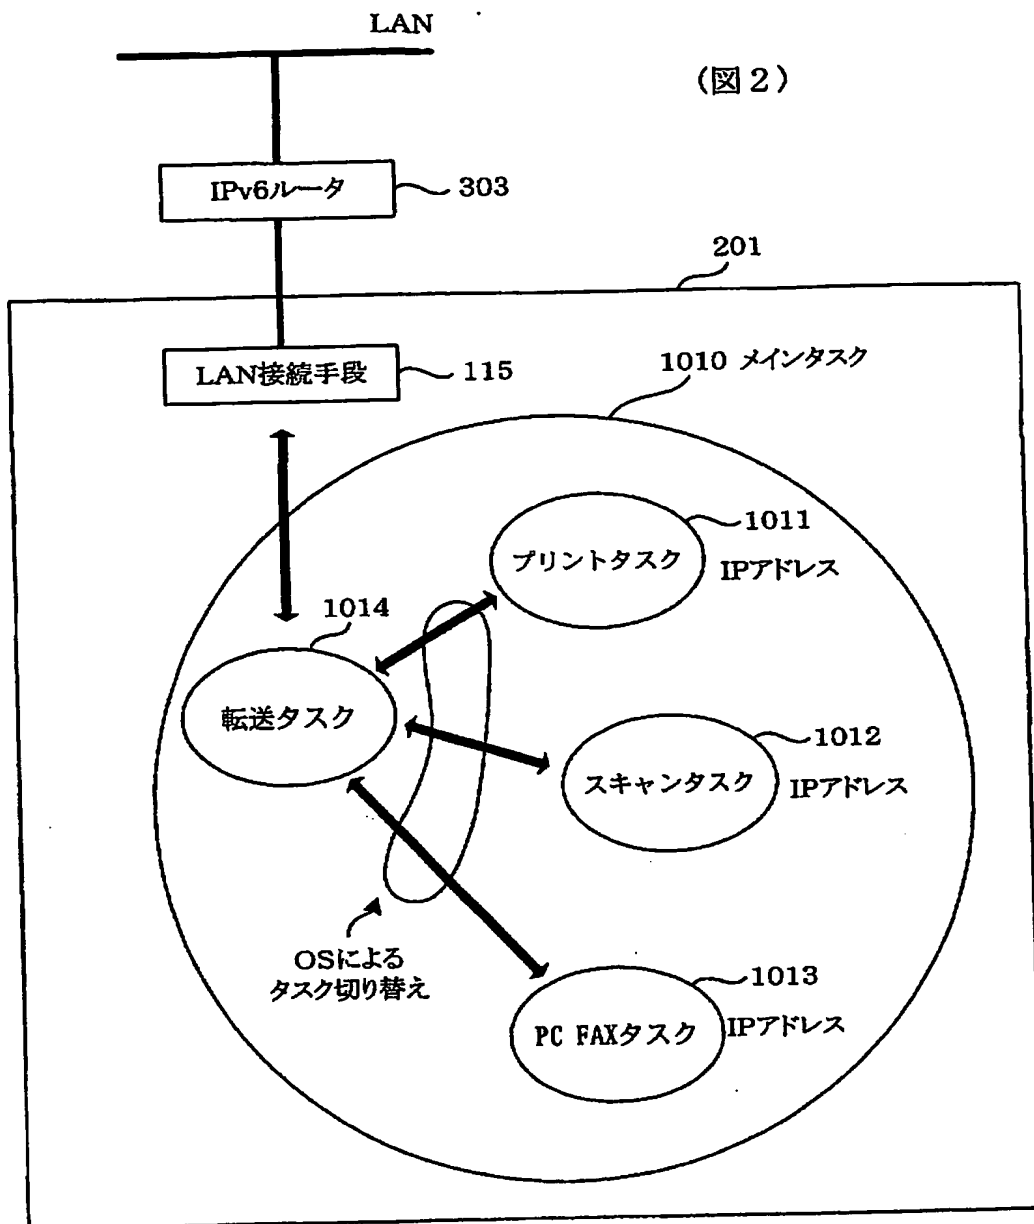 LAN
(図2)
IPv6ルータ
303
201
LAN接続手段
115
1010 メインタスク
1011
プリントタスク
IPアドレス
1014
転送タスク
1012
スキャンタスク
IPアドレス
OSによる
タスク切り替え
1013
PC FAXタスク
IPアドレス